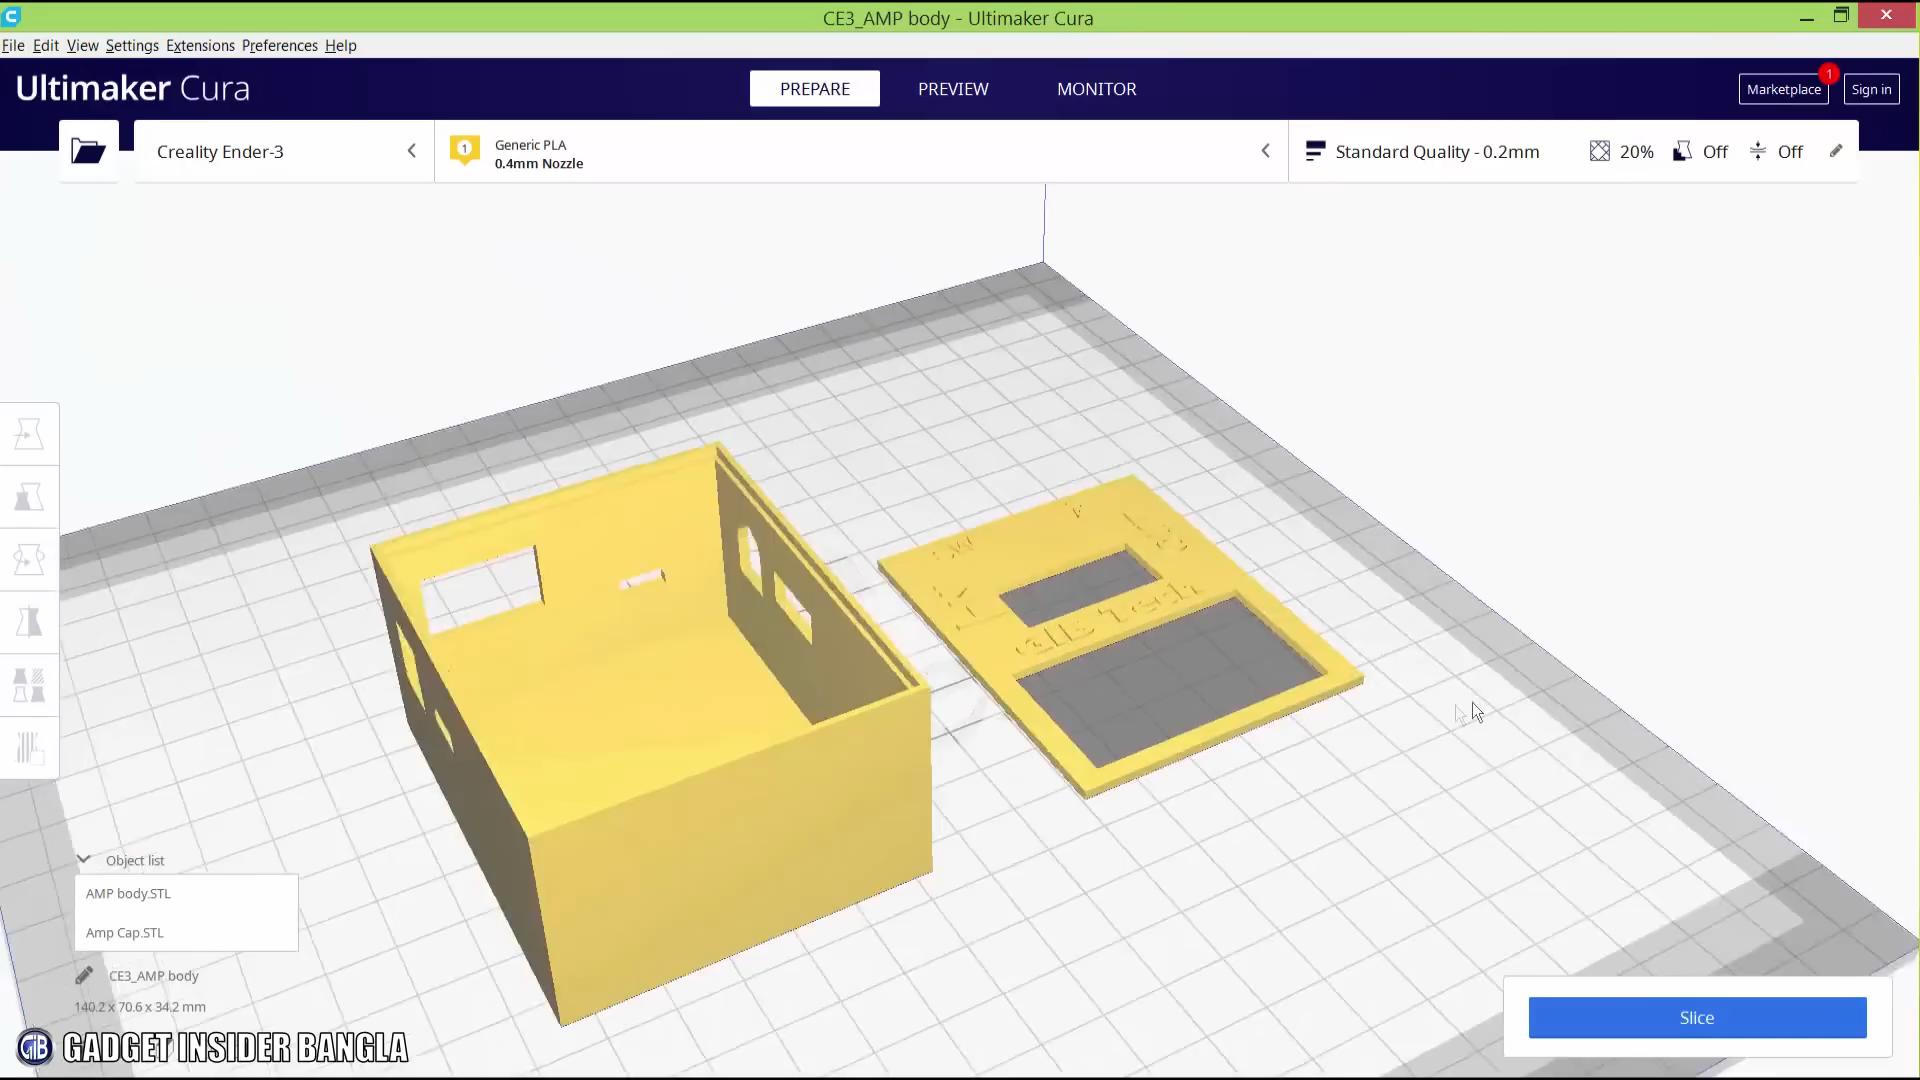 CE3_AMP body - Ultimaker Cura
File Edit View Settings Extensions Preferences Help
Ultimaker Cura
PREPARE
PREVIEW
MONITOR
Marketplace
1
Sign in
Creality Ender-3
1
Generic PLA
0.4mm Nozzle
Standard Quality - 0.2mm
20%
Off
Off
Tech
Object list
AMP body.STL
Amp Cap.STL
CE3_AMP body
140.2 x 70.6 x 34.2 mm
Slice
GIB GADGET INSIDER BANGLA